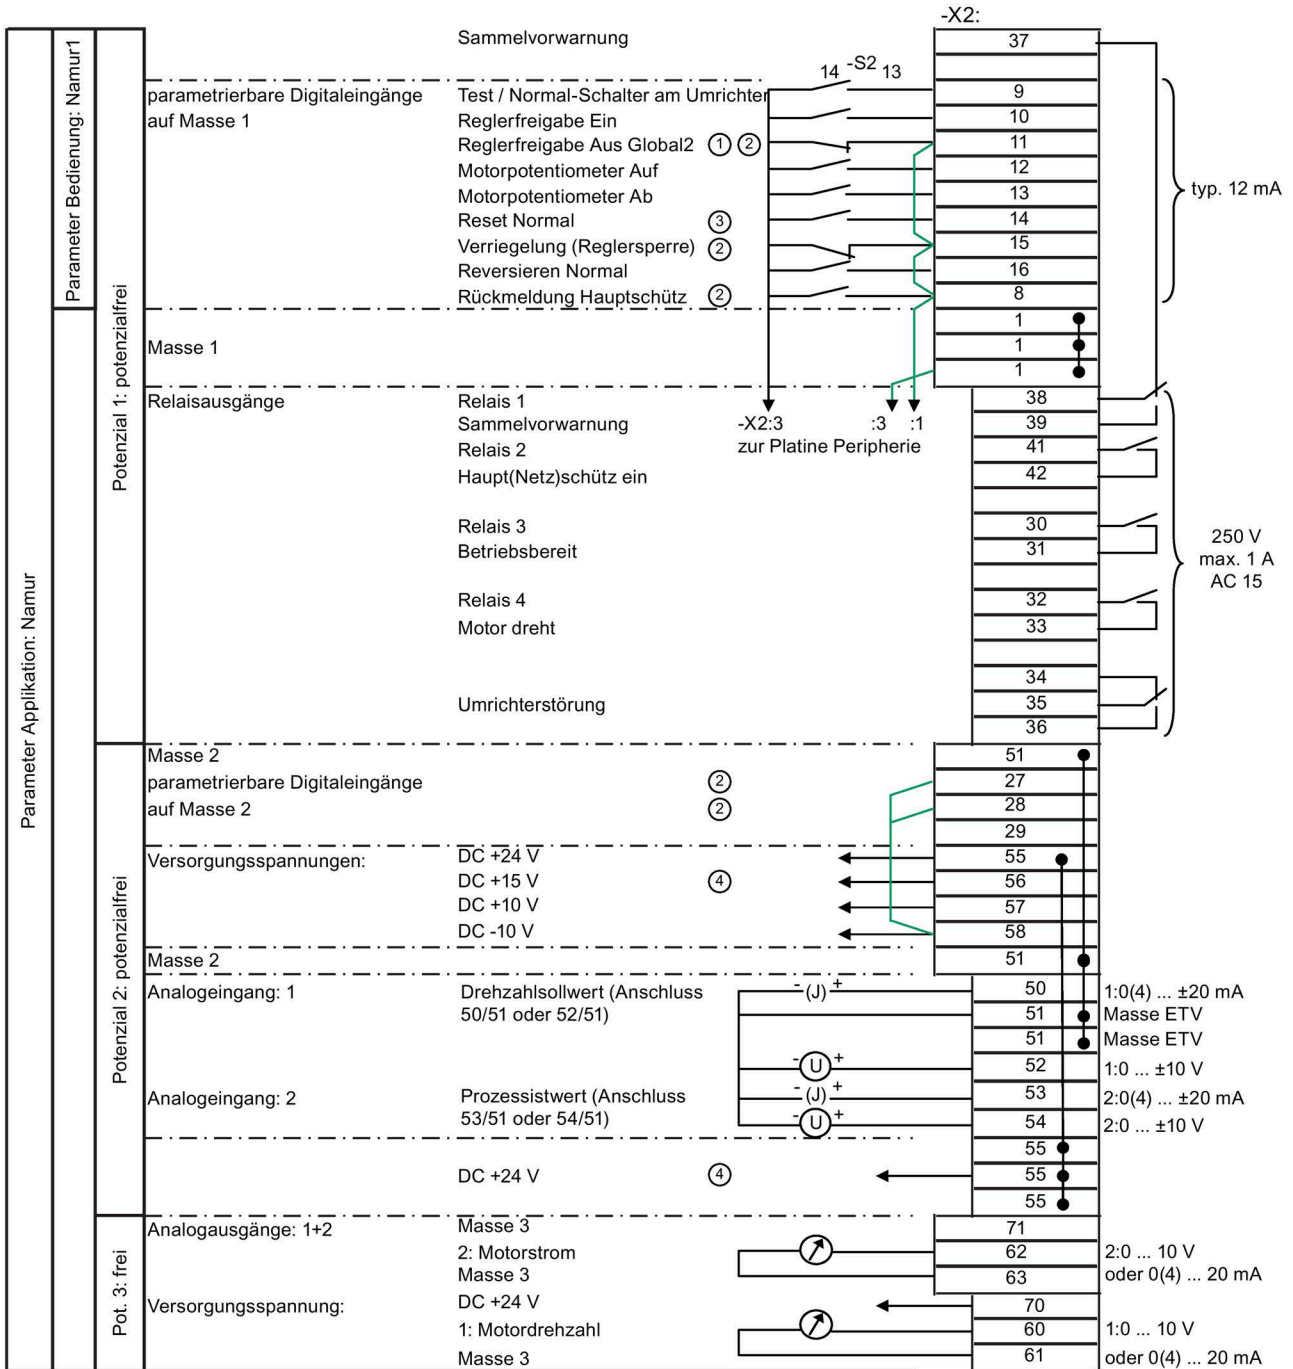 -X2:
Sammelvorwarnung 37
14 -S2 13
parametrierbare Digitaleingänge Test / Normal-Schalter am Umrichter 9
auf Masse 1 Reglerfreigabe Ein 10
Reglerfreigabe Aus Global2 1 2 11
Motorpotentiometer Auf 12
Motorpotentiometer Ab 13
typ. 12 mA
Reset Normal 3 14
Verriegelung (Reglersperre) 2 15
Reversieren Normal 16
Rückmeldung Hauptschütz 2 8
1
Masse 1 1
1
Relaisausgänge Relais 1 38
Sammelvorwarnung -X2:3 :3 :1 39
zur Platine Peripherie
Relais 2 41
Haupt(Netz)schütz ein 42
Relais 3 30
Betriebsbereit 31
250 V
max. 1 A
AC 15
Relais 4 32
Motor dreht 33
34
Umrichterstörung 35
36
Masse 2 51
parametrierbare Digitaleingänge 2 27
auf Masse 2 2 28
29
Versorgungsspannungen: DC +24 V 55
DC +15 V 4 56
DC +10 V 57
DC -10 V 58
Masse 2 51
Analogeingang: 1 Drehzahlsollwert (Anschluss - (J) + 50 1:0(4) ... ±20 mA
50/51 oder 52/51) 51 Masse ETV
51 Masse ETV
- U + 52 1:0 ... ±10 V
Analogeingang: 2 Prozessistwert (Anschluss - (J) + 53 2:0(4) ... ±20 mA
53/51 oder 54/51) - U + 54 2:0 ... ±10 V
55
DC +24 V 4 55
55
Analogausgänge: 1+2 Masse 3 71
2: Motorstrom 62 2:0 ... 10 V
Masse 3 63 oder 0(4) ... 20 mA
Versorgungsspannung: DC +24 V 70
1: Motordrehzahl 60 1:0 ... 10 V
Masse 3 61 oder 0(4) ... 20 mA
Parameter Applikation: Namur
Parameter Bedienung: Namur1
Potenzial 1: potenzialfrei
Potenzial 2: potenzialfrei
Pot. 3: frei